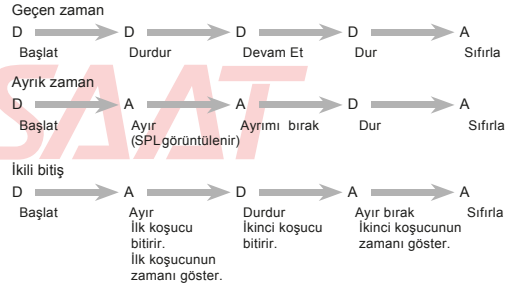 Geçen zaman
D D D D A
Başlat Durdur Devam Et Dur Sıfırla
Ayrık zaman
D A A D A
Başlat Ayır Ayrımı bırak Dur Sıfırla
(SPL görüntülenir)
SAAT
İkili bitiş
D A D A A
Başlat Ayır Durdur Ayır bırak Sıfırla
İlk koşucu İkinci koşucu İkinci koşucunun
bitirir. bitirir. zamanı göster.
İlk koşucunun
zamanı göster.